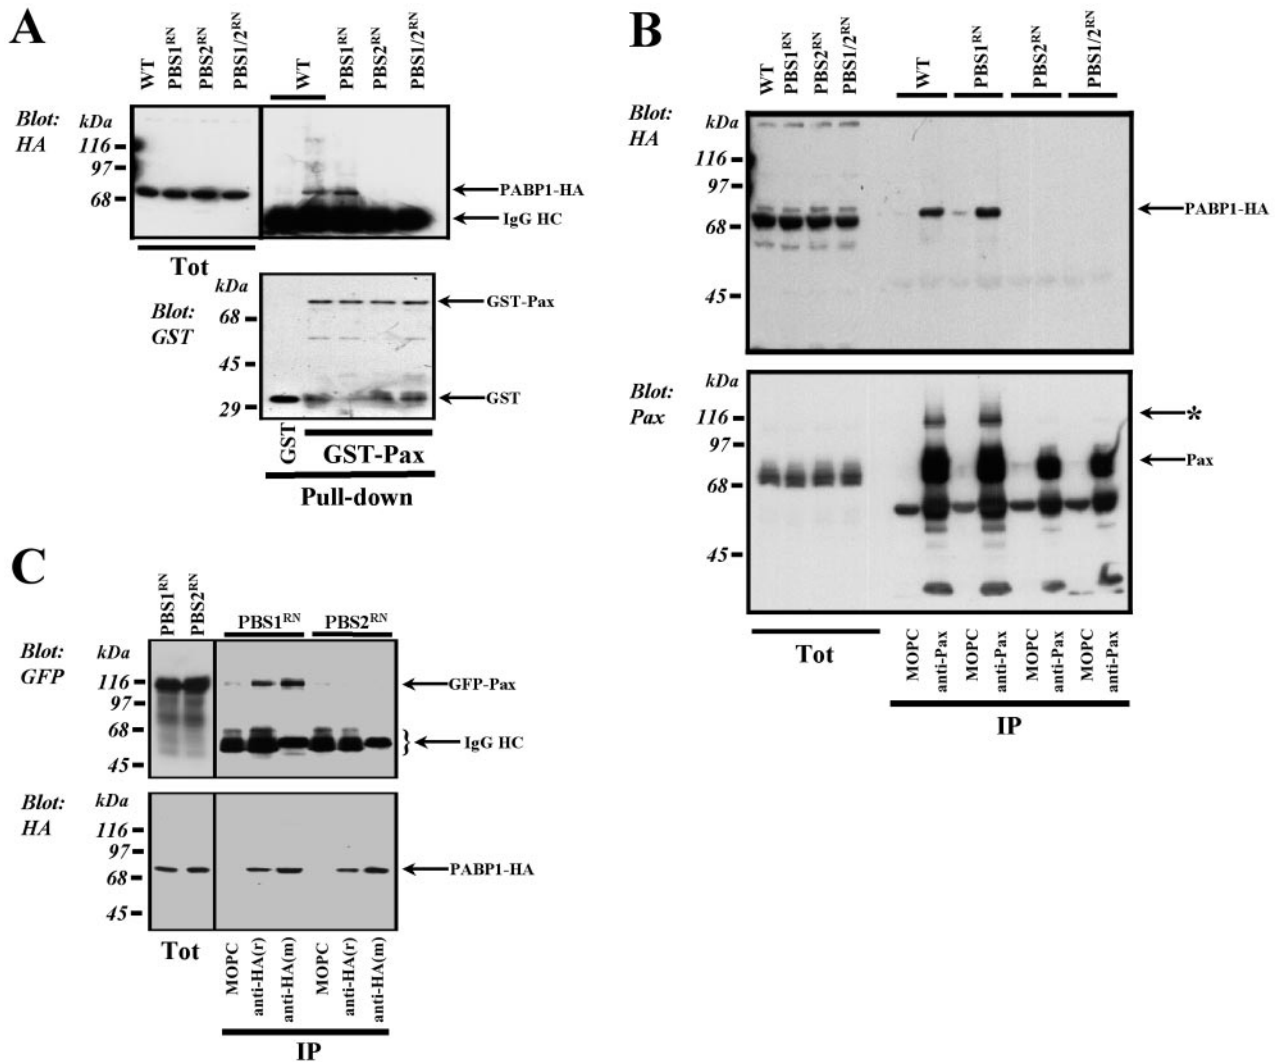 A
WT
PBS1RN
PBS2RN
PBS1/2RN
WT
PBS1RN
PBS2RN
PBS1/2RN
Blot:
HA
kDa
116
97
68
PABP1-HA
IgG HC
Tot
Blot:
GST
kDa
68
45
29
GST-Pax
GST
GST
GST-Pax
Pull-down
B
WT
PBS1RN
PBS2RN
PBS1/2RN
WT
PBS1RN
PBS2RN
PBS1/2RN
Blot:
HA
kDa
116
97
68
45
PABP1-HA
Blot:
Pax
kDa
116
97
68
45
*
Pax
Tot
MOPC
anti-Pax
MOPC
anti-Pax
MOPC
anti-Pax
MOPC
anti-Pax
IP
C
PBS1RN
PBS2RN
PBS1RN
PBS2RN
Blot:
GFP
kDa
116
97
68
45
GFP-Pax
} IgG HC
Blot:
HA
kDa
116
97
68
45
PABP1-HA
Tot
MOPC
anti-HA(r)
anti-HA(m)
MOPC
anti-HA(r)
anti-HA(m)
IP